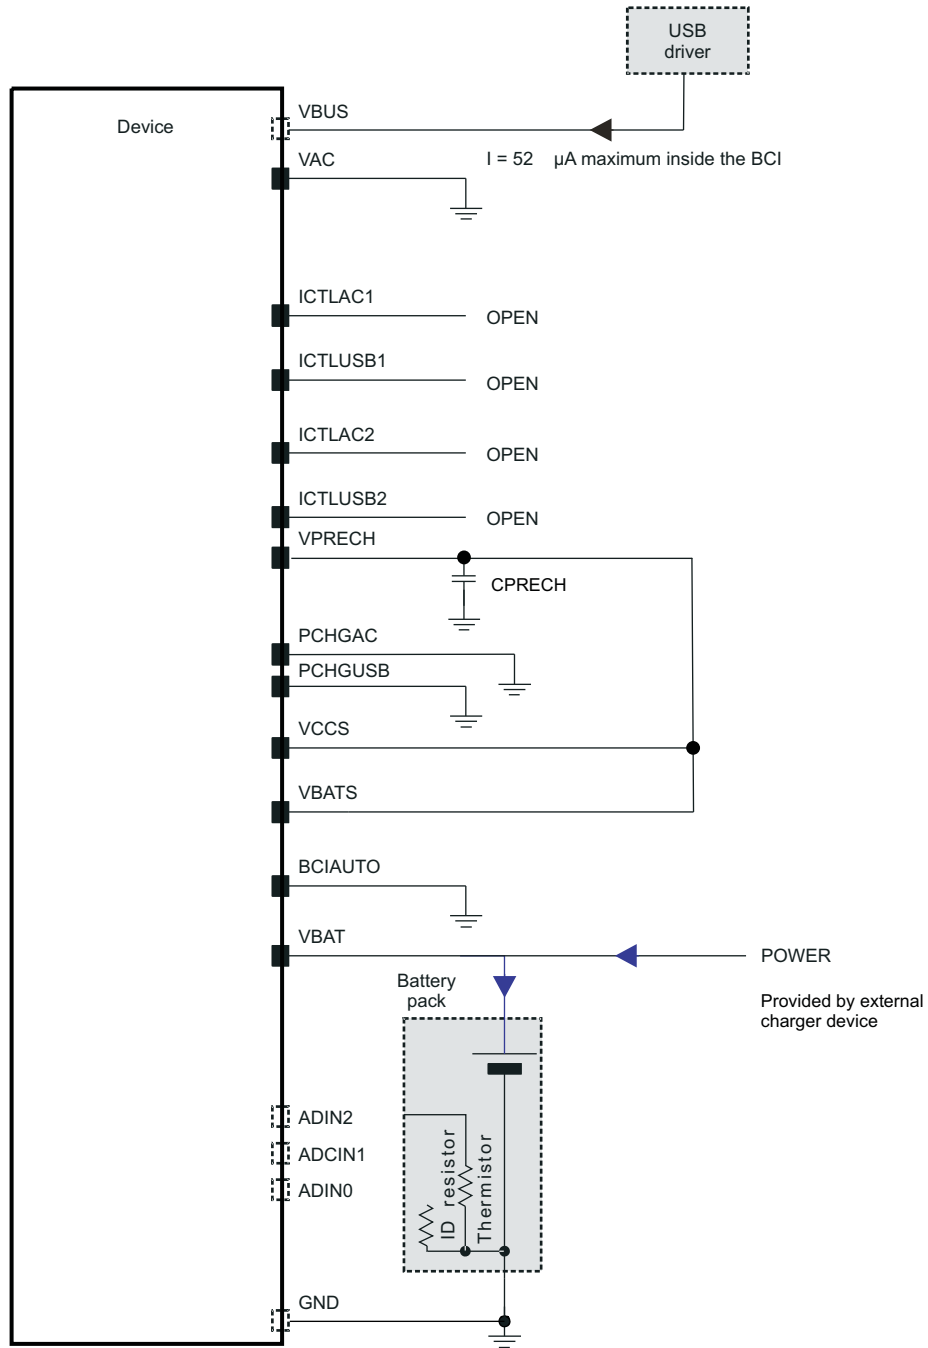 USB
driver
Device
VBUS
I = 52 µA maximum inside the BCI
VAC
ICTLAC1
OPEN
ICTLUSB1
OPEN
ICTLAC2
OPEN
ICTLUSB2
OPEN
VPRECH
CPRECH
PCHGAC
PCHGUSB
VCCS
VBATS
BCIAUTO
VBAT
POWER
Battery
pack
Provided by external
charger device
ADIN2
ADCIN1
ADIN0
ID resistor
Thermistor
GND